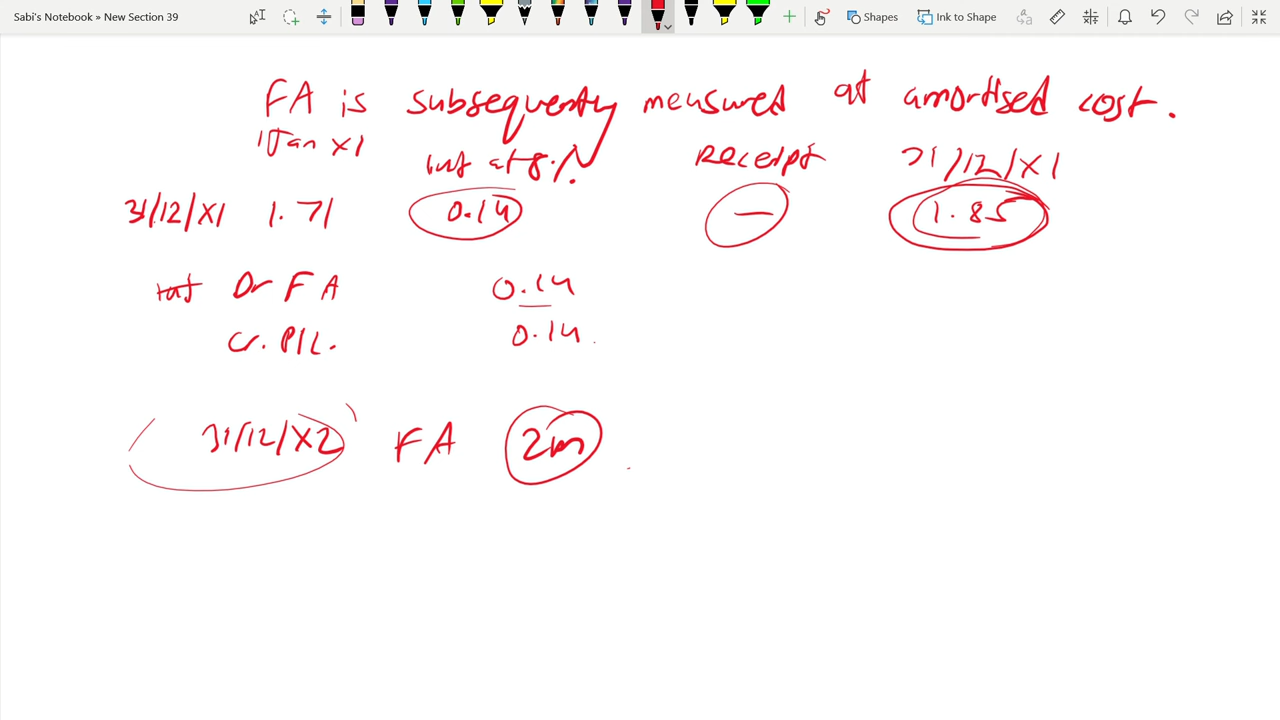 Sabi's Notebook » New Section 39
Shapes
Ink to Shape
FA is subsequently measured at amortised cost.
1 Jan X1
int at 8% Receipt 31/12/X1
31/12/X1 1.71 0.14 — 1.85
int Dr FA 0.14
Cr. P/L. 0.14
31/12/X2 FA 2m